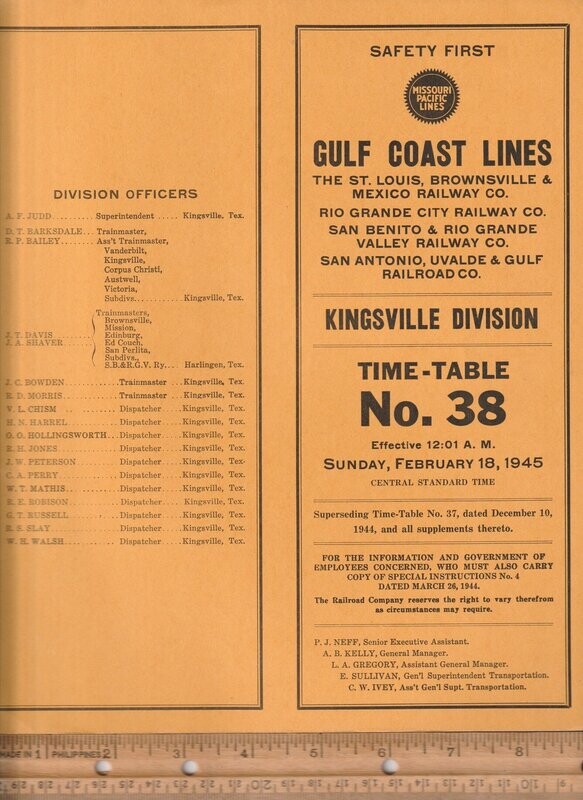 DIVISION OFFICERS
A. F. JUDD ........ Superintendent ..... Kingsville, Tex.
D. T. BARKSDALE... Trainmaster,
R. P. BAILEY....... Ass't Trainmaster,
Vanderbilt,
Kingsville,
Corpus Christi,
Austwell,
Victoria,
Subdivs........... Kingsville, Tex.
Trainmasters,
Brownsville,
Mission,
J. T. DAVIS Edinburg,
J. A. SHAVER Ed Couch,
San Perlita,
Subdivs.,
S.B.&R.G.V. Ry... Harlingen, Tex.
J. C. BOWDEN ............ Trainmaster ...Kingsville, Tex.
R. D. MORRIS............. Trainmaster ...Kingsville, Tex.
V. L. CHISM .............. Dispatcher ....Kingsville, Tex.
H. N. HARREL ............ Dispatcher ....Kingsville, Tex.
O. O. HOLLINGSWORTH... Dispatcher ....Kingsville, Tex.
R. H. JONES .............. Dispatcher ....Kingsville, Tex.
J. W. PETERSON .......... Dispatcher ....Kingsville, Tex.
C. A. PERRY .............. Dispatcher ....Kingsville, Tex.
W. T. MATHIS............. Dispatcher ....Kingsville, Tex.
R. E. ROBISON ............ Dispatcher ....Kingsville, Tex.
G. T. RUSSELL ............ Dispatcher ....Kingsville, Tex.
R. S. SLAY ................ Dispatcher ....Kingsville, Tex.
W. H. WALSH ............. Dispatcher ....Kingsville, Tex.
SAFETY FIRST
MISSOURI
PACIFIC
LINES
GULF COAST LINES
THE ST. LOUIS, BROWNSVILLE &
MEXICO RAILWAY CO.
RIO GRANDE CITY RAILWAY CO.
SAN BENITO & RIO GRANDE
VALLEY RAILWAY CO.
SAN ANTONIO, UVALDE & GULF
RAILROAD CO.
KINGSVILLE DIVISION
TIME-TABLE
No. 38
Effective 12:01 A. M.
SUNDAY, FEBRUARY 18, 1945
CENTRAL STANDARD TIME
Superseding Time-Table No. 37, dated December 10,
1944, and all supplements thereto.
FOR THE INFORMATION AND GOVERNMENT OF
EMPLOYEES CONCERNED, WHO MUST ALSO CARRY
COPY OF SPECIAL INSTRUCTIONS No. 4
DATED MARCH 26, 1944.
The Railroad Company reserves the right to vary therefrom
as circumstances may require.
P. J. NEFF, Senior Executive Assistant.
A. B. KELLY, General Manager.
L. A. GREGORY, Assistant General Manager.
E. SULLIVAN, Gen'l Superintendent Transportation.
C. W. IVEY, Ass't Gen'l Supt. Transportation.
MADE IN 1 PHILIPPINES 2 3 4 5 6 7 8